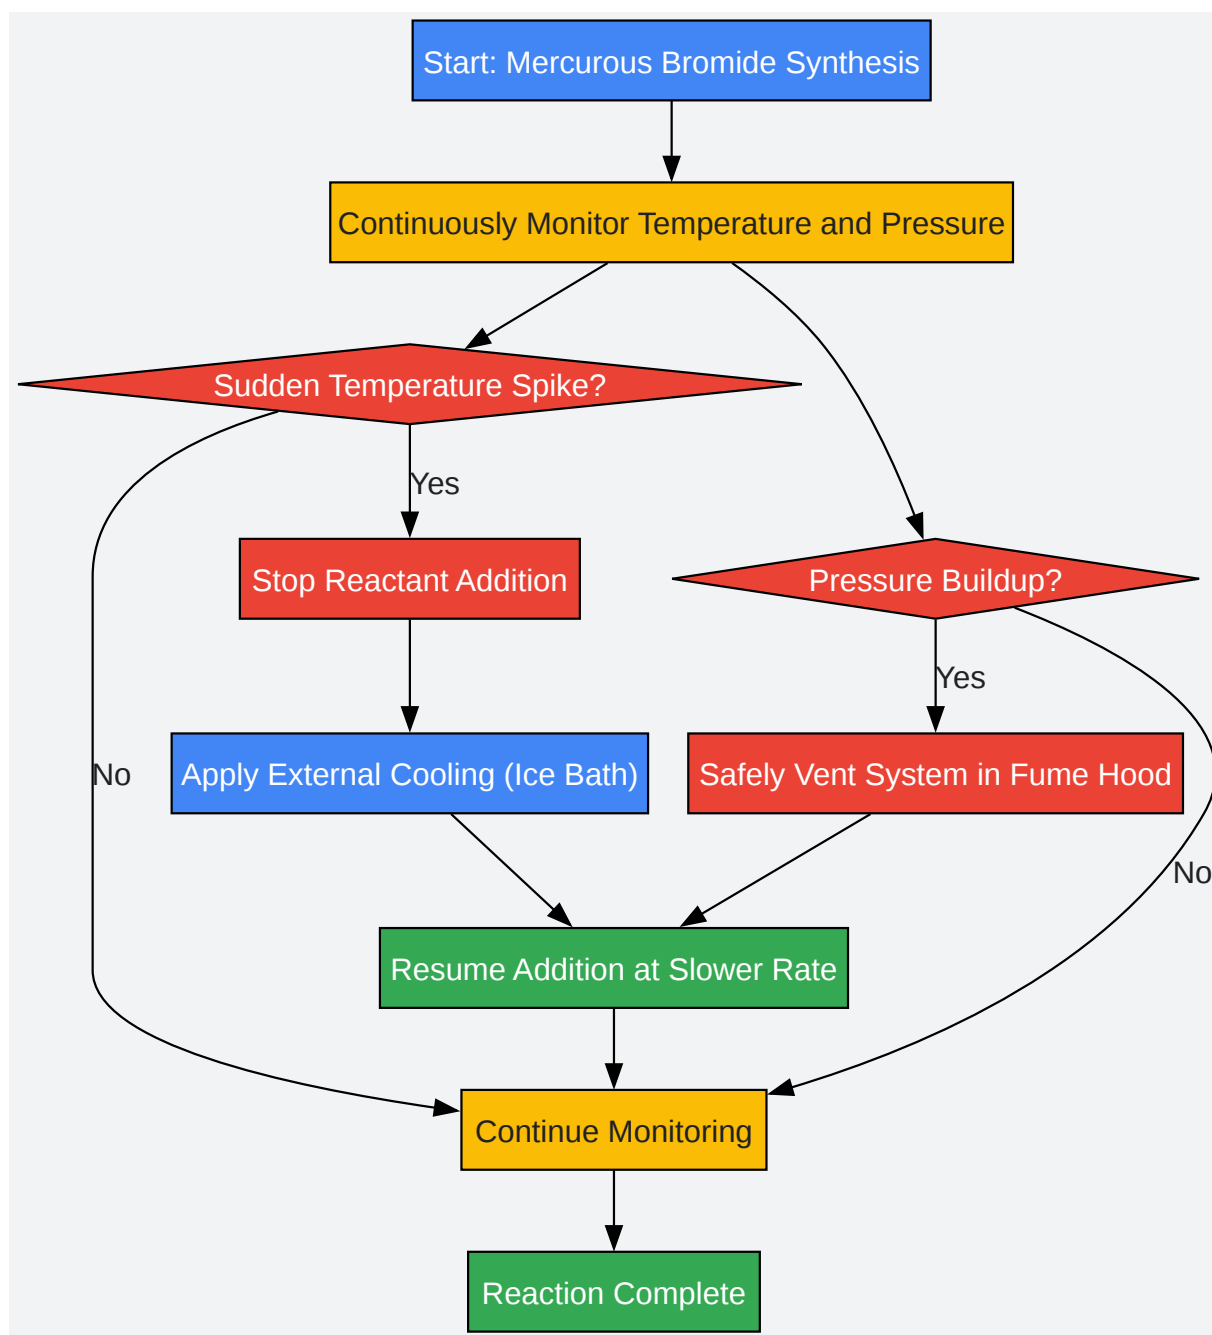 Start: Mercurous Bromide Synthesis
Continuously Monitor Temperature and Pressure
Sudden Temperature Spike?
Yes
Stop Reactant Addition
Pressure Buildup?
Yes
No
Apply External Cooling (Ice Bath)
Safely Vent System in Fume Hood
No
Resume Addition at Slower Rate
Continue Monitoring
Reaction Complete